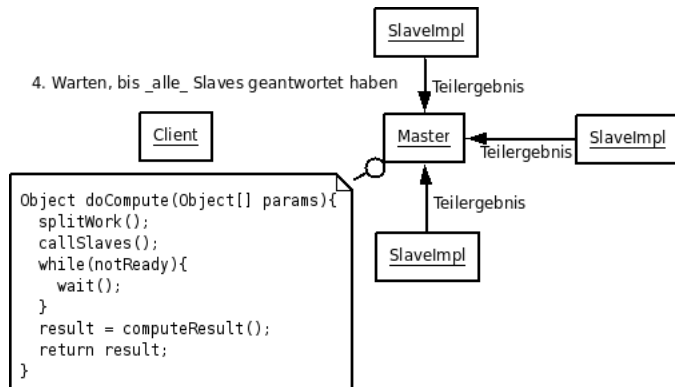 SlaveImpl
4. Warten, bis _alle_ Slaves geantwortet haben
Teilergebnis
Client
Master
SlaveImpl
Teilergebnis
Object doCompute(Object[] params){
  splitWork();
  callSlaves();
  while(notReady){
    wait();
  }
  result = computeResult();
  return result;
}
Teilergebnis
SlaveImpl